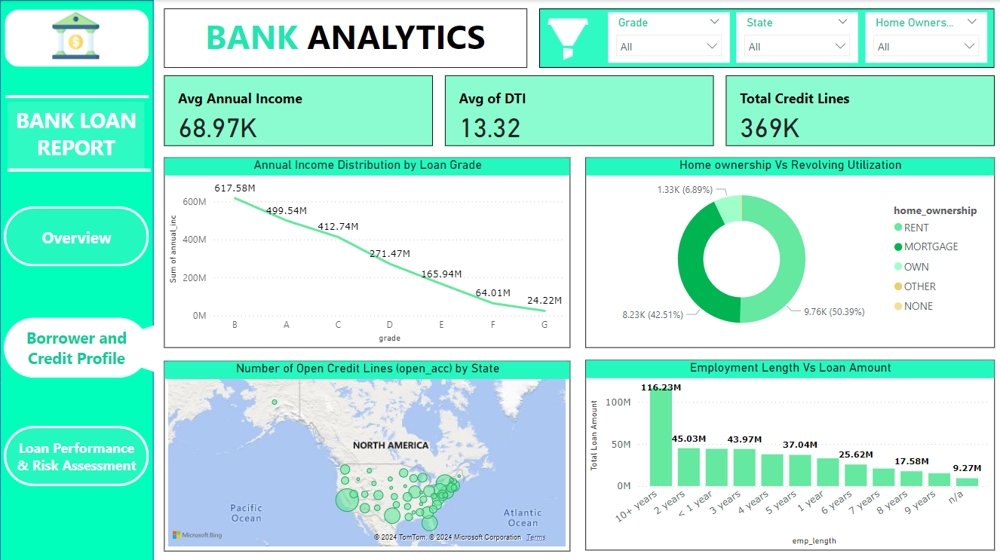 BANK ANALYTICS
Grade
All
State
All
Home Owners...
All
BANK LOAN
REPORT
Overview
Borrower and
Credit Profile
Loan Performance
& Risk Assessment
Avg Annual Income
68.97K
Avg of DTI
13.32
Total Credit Lines
369K
Annual Income Distribution by Loan Grade
Sum of annual_inc
600M
400M
200M
0M
617.58M
499.54M
412.74M
271.47M
165.94M
64.01M
24.22M
B
A
C
D
E
F
G
grade
Home ownership Vs Revolving Utilization
1.33K (6.89%)
8.23K (42.51%)
9.76K (50.39%)
home_ownership
RENT
MORTGAGE
OWN
OTHER
NONE
Number of Open Credit Lines (open_acc) by State
NORTH AMERICA
Pacific
Ocean
Atlantic
Ocean
Microsoft Bing
© 2024 TomTom, © 2024 Microsoft Corporation Terms
Employment Length Vs Loan Amount
Total Loan Amount
100M
50M
0M
116.23M
45.03M
43.97M
37.04M
25.62M
17.58M
9.27M
10+ years
2 years
< 1 year
3 years
4 years
5 years
1 year
6 years
7 years
8 years
9 years
n/a
emp_length